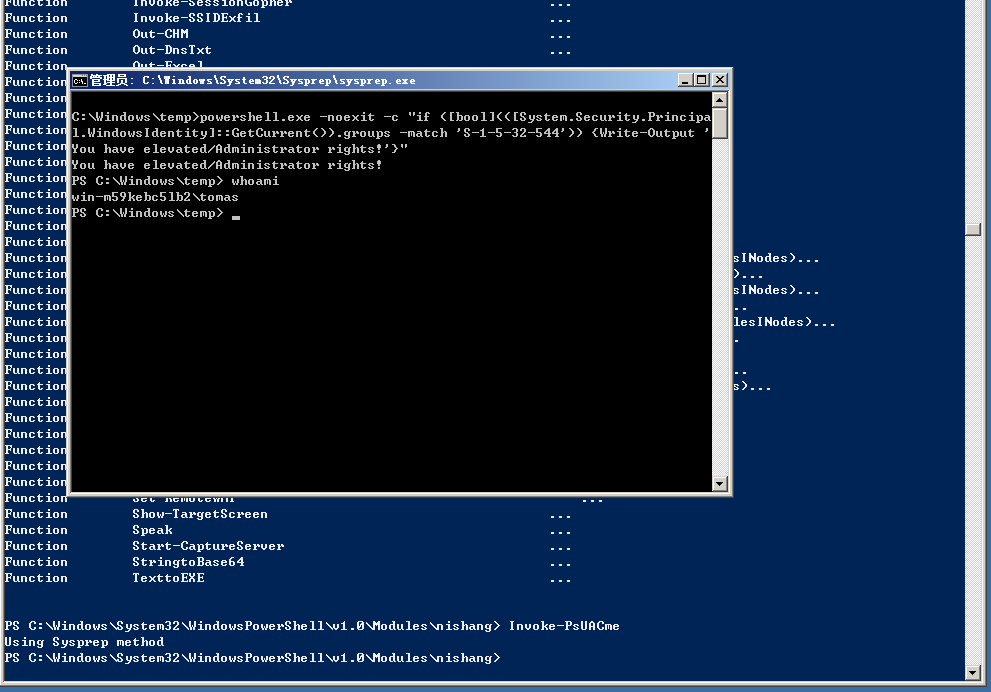 Function Invoke-SessionGopher ...
Function Invoke-SSIDExfil ...
Function Out-CHM ...
Function Out-DnsTxt ...
Function Out-Excel
管理员: C:\Windows\System32\Sysprep\sysprep.exe
Function
Function
Function
C:\Windows\temp>powershell.exe -noexit -c "if ([bool](([System.Security.Principa
Function
l.WindowsIdentity]::GetCurrent()).groups -match 'S-1-5-32-544')) {Write-Output '
Function
You have elevated/Administrator rights!'}"
Function
You have elevated/Administrator rights!
Function
PS C:\Windows\temp> whoami
Function
win-m59kebc5lb2\tomas
Function
PS C:\Windows\temp>
Function
Function
Function sINodes)...
Function )...
Function sINodes)...
Function ..
Function lesINodes)...
Function .
Function
Function ..
Function s)...
Function
Function
Function
Function
Function
Function
Function Set-RemoteWMI ...
Function Show-TargetScreen ...
Function Speak ...
Function Start-CaptureServer ...
Function StringtoBase64 ...
Function TexttoEXE ...
PS C:\Windows\System32\WindowsPowerShell\v1.0\Modules\nishang> Invoke-PsUACme
Using Sysprep method
PS C:\Windows\System32\WindowsPowerShell\v1.0\Modules\nishang>